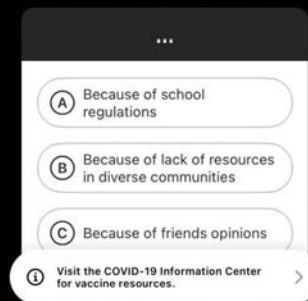 ...
A Because of school
regulations
B Because of lack of resources
in diverse communities
C Because of friends opinions
Visit the COVID-19 Information Center
for vaccine resources.